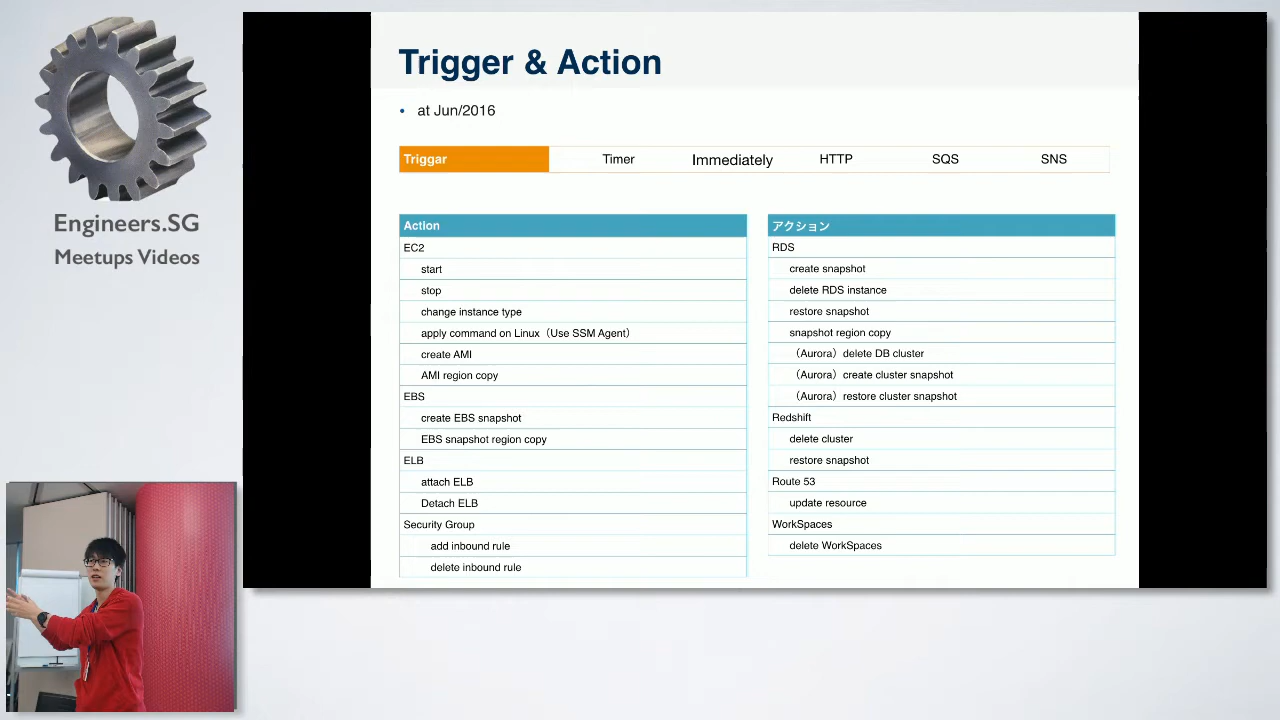 Engineers.SG
Meetups Videos
Trigger & Action
• at Jun/2016
Triggar Timer Immediately HTTP SQS SNS
Action
EC2
start
stop
change instance type
apply command on Linux（Use SSM Agent）
create AMI
AMI region copy
EBS
create EBS snapshot
EBS snapshot region copy
ELB
attach ELB
Detach ELB
Security Group
add inbound rule
delete inbound rule
アクション
RDS
create snapshot
delete RDS instance
restore snapshot
snapshot region copy
（Aurora）delete DB cluster
（Aurora）create cluster snapshot
（Aurora）restore cluster snapshot
Redshift
delete cluster
restore snapshot
Route 53
update resource
WorkSpaces
delete WorkSpaces